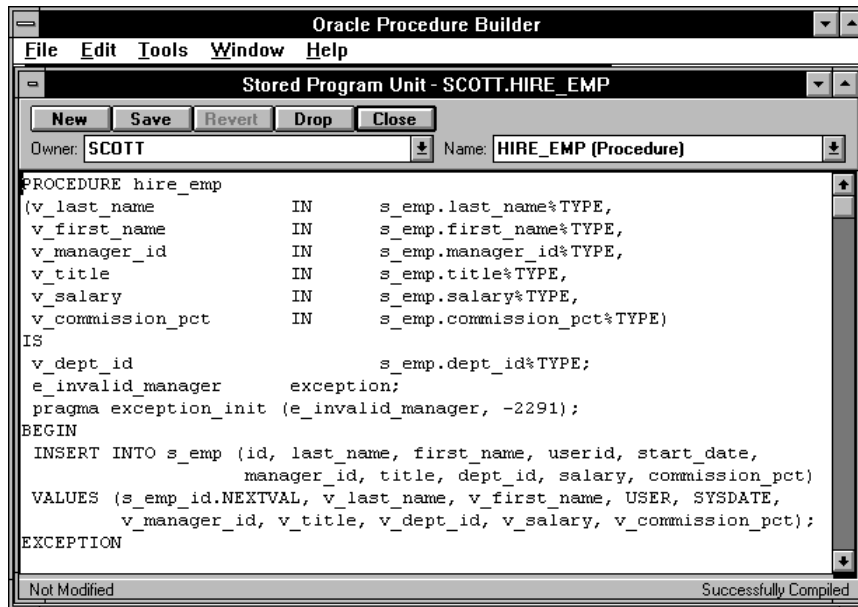 Oracle Procedure Builder
File Edit Tools Window Help
Stored Program Unit - SCOTT.HIRE_EMP
New Save Revert Drop Close
Owner: SCOTT Name: HIRE_EMP (Procedure)
PROCEDURE hire_emp
(v_last_name IN s_emp.last_name%TYPE,
v_first_name IN s_emp.first_name%TYPE,
v_manager_id IN s_emp.manager_id%TYPE,
v_title IN s_emp.title%TYPE,
v_salary IN s_emp.salary%TYPE,
v_commission_pct IN s_emp.commission_pct%TYPE)
IS
v_dept_id s_emp.dept_id%TYPE;
e_invalid_manager exception;
pragma exception_init (e_invalid_manager, -2291);
BEGIN
INSERT INTO s_emp (id, last_name, first_name, userid, start_date,
manager_id, title, dept_id, salary, commission_pct)
VALUES (s_emp_id.NEXTVAL, v_last_name, v_first_name, USER, SYSDATE,
v_manager_id, v_title, v_dept_id, v_salary, v_commission_pct);
EXCEPTION
Not Modified Successfully Compiled